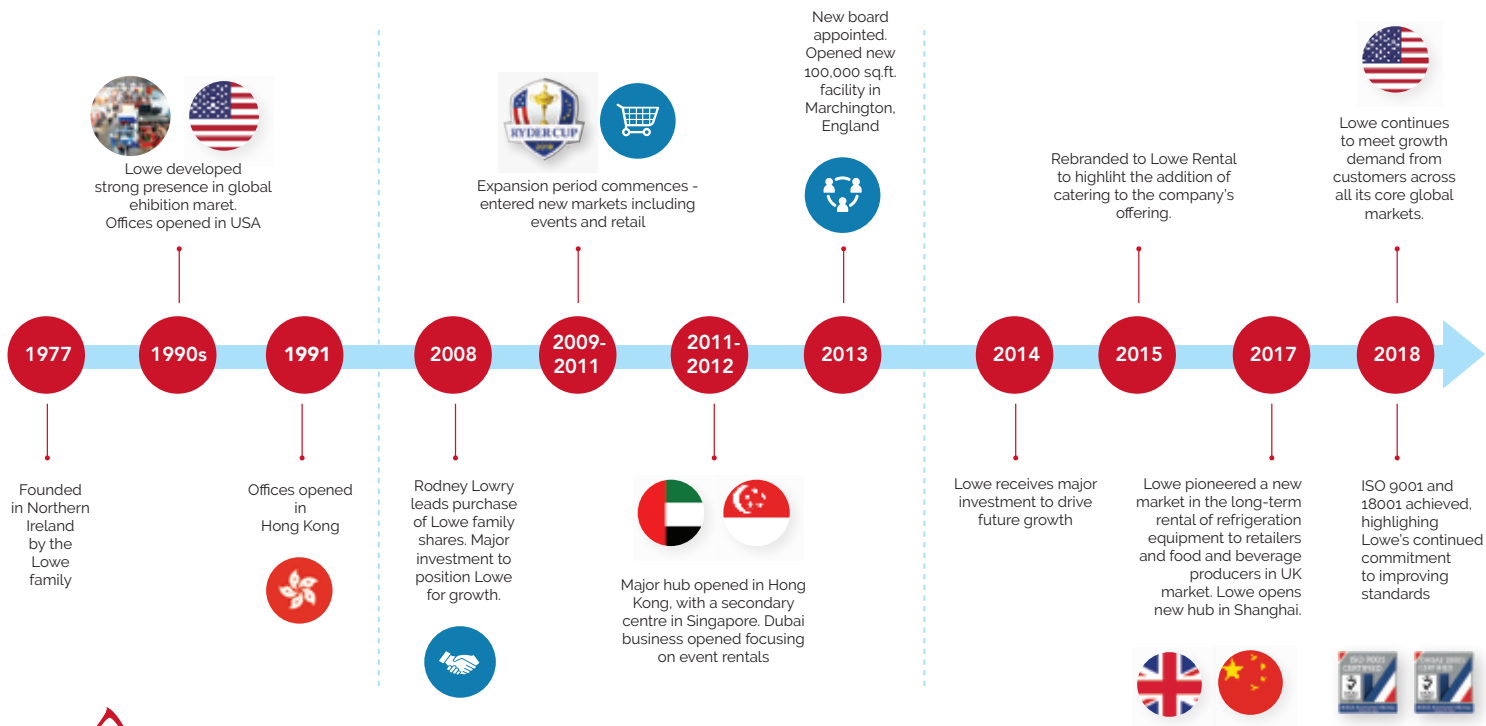 Lowe developed
strong presence in global
ehibition maret.
Offices opened in USA
RYDER CUP
2018
Expansion period commences -
entered new markets including
events and retail
New board
appointed.
Opened new
100,000 sq.ft.
facility in
Marchington,
England
Rebranded to Lowe Rental
to highliht the addition of
catering to the company's
offering.
Lowe continues
to meet growth
demand from
customers across
all its core global
markets.
1977
1990s
1991
2008
2009-
2011
2011-
2012
2013
2014
2015
2017
2018
Founded
in Northern
Ireland
by the
Lowe
family
Offices opened
in
Hong Kong
Rodney Lowry
leads purchase
of Lowe family
shares. Major
investment to
position Lowe
for growth.
Major hub opened in Hong
Kong, with a secondary
centre in Singapore. Dubai
business opened focusing
on event rentals
Lowe receives major
investment to drive
future growth
Lowe pioneered a new
market in the long-term
rental of refrigeration
equipment to retailers
and food and beverage
producers in UK
market. Lowe opens
new hub in Shanghai.
ISO 9001 and
18001 achieved,
highlighing
Lowe's continued
commitment
to improving
standards
ISO 9001
CERTIFIED
OHSAS 18001
CERTIFIED